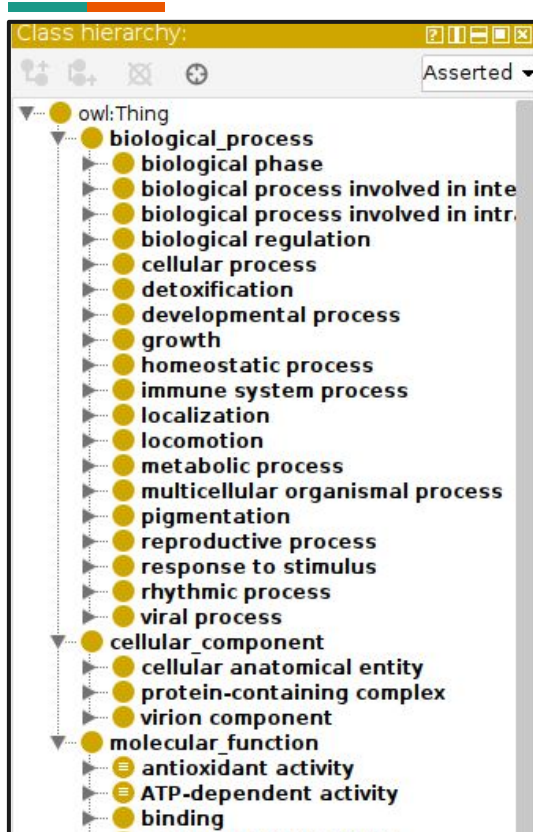 Class hierarchy:
Asserted
owl:Thing
biological_process
biological phase
biological process involved in inte
biological process involved in intr
biological regulation
cellular process
detoxification
developmental process
growth
homeostatic process
immune system process
localization
locomotion
metabolic process
multicellular organismal process
pigmentation
reproductive process
response to stimulus
rhythmic process
viral process
cellular_component
cellular anatomical entity
protein-containing complex
virion component
molecular_function
antioxidant activity
ATP-dependent activity
binding